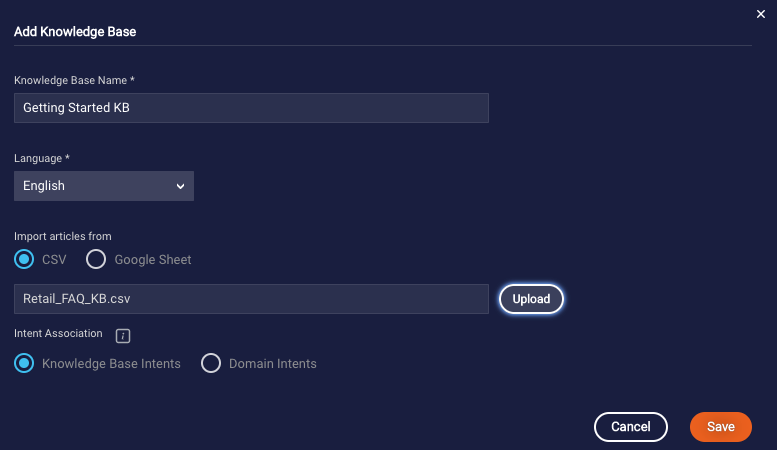 Add Knowledge Base
Knowledge Base Name *
Getting Started KB
Language *
English
Import articles from
CSV Google Sheet
Retail_FAQ_KB.csv Upload
Intent Association i
Knowledge Base Intents Domain Intents
Cancel Save